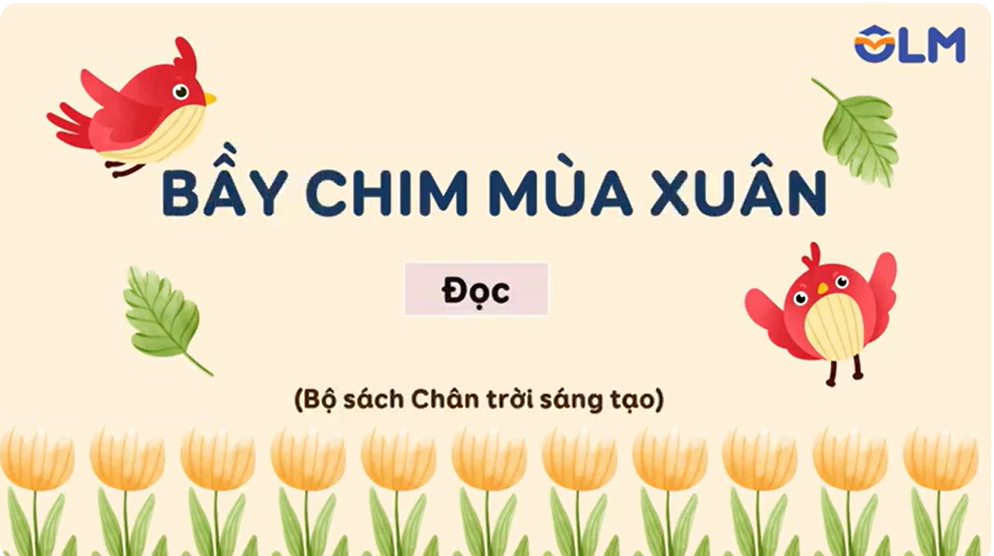 OLM
BẦY CHIM MÙA XUÂN
Đọc
(Bộ sách Chân trời sáng tạo)